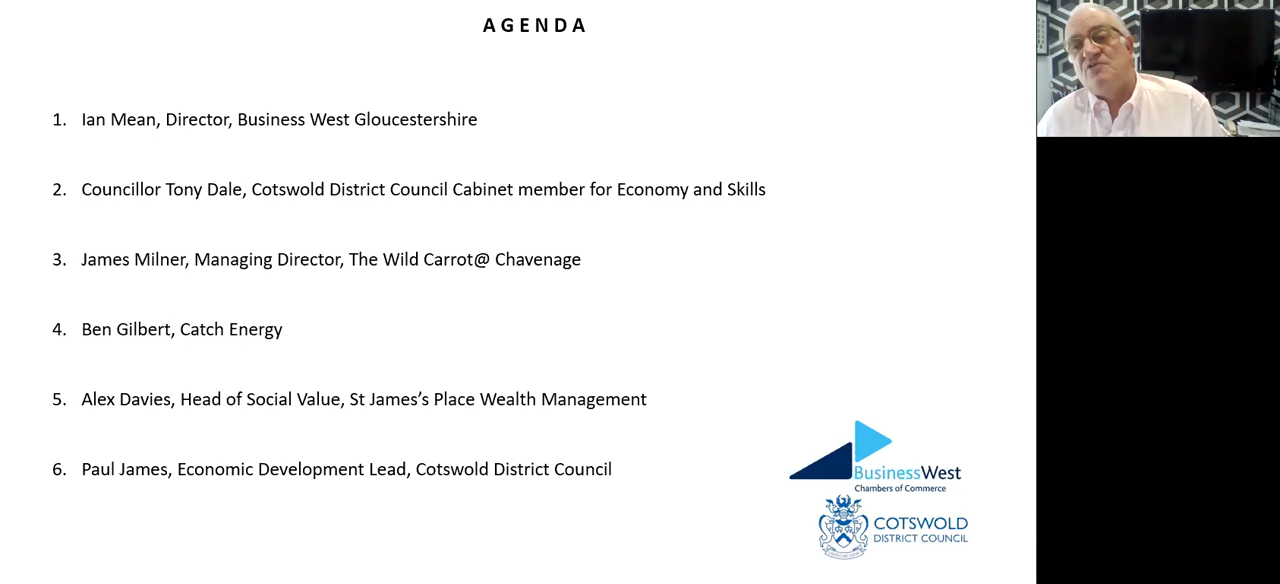 AGENDA
1. Ian Mean, Director, Business West Gloucestershire
2. Councillor Tony Dale, Cotswold District Council Cabinet member for Economy and Skills
3. James Milner, Managing Director, The Wild Carrot@ Chavenage
4. Ben Gilbert, Catch Energy
5. Alex Davies, Head of Social Value, St James’s Place Wealth Management
6. Paul James, Economic Development Lead, Cotswold District Council
BusinessWest
Chambers of Commerce
COTSWOLD
DISTRICT COUNCIL